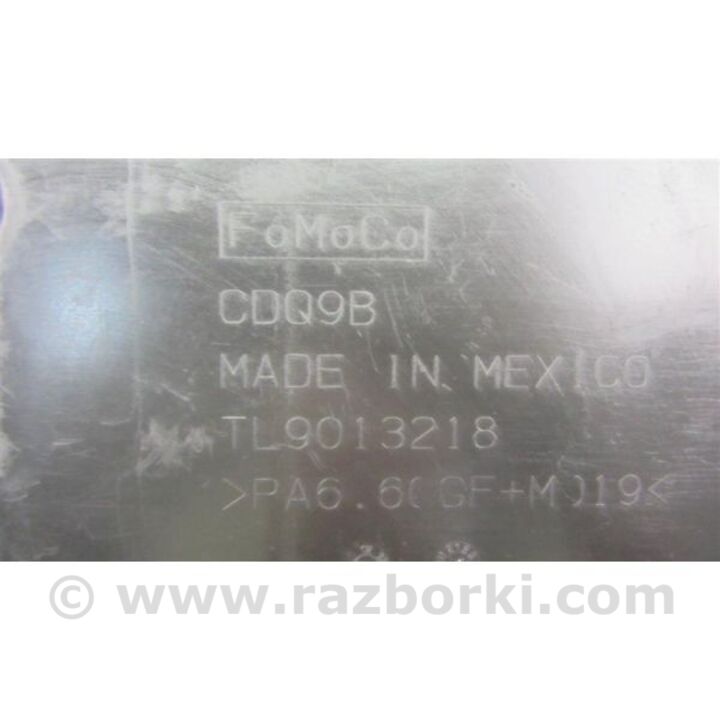 FoMoCo
CDQ9B
MADE IN MEXICO
TL9013218
© www.razborki.com